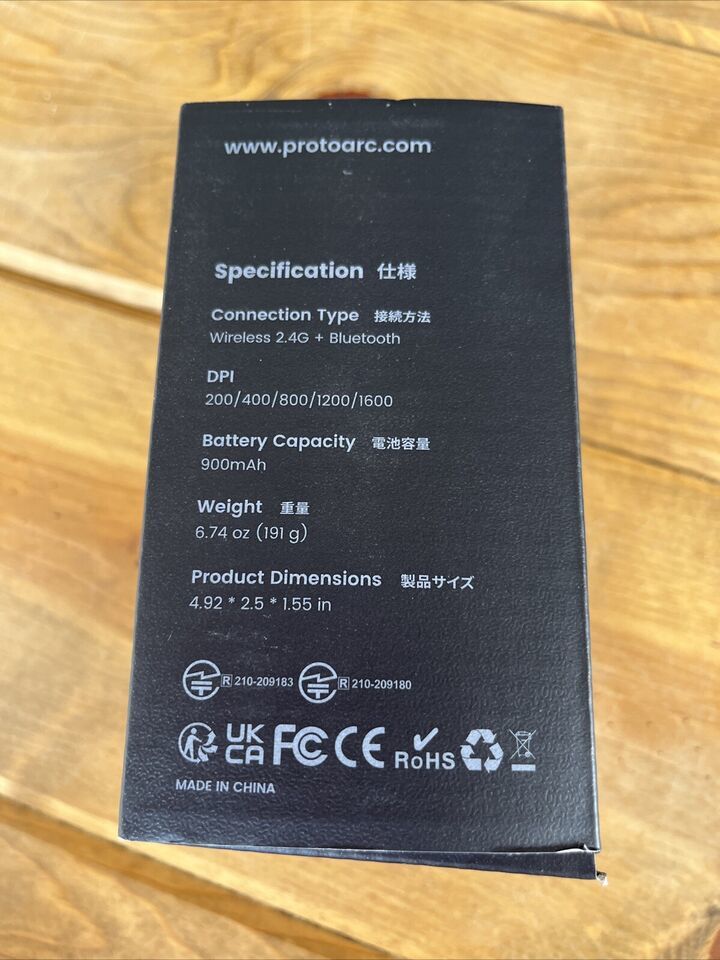 www.protoarc.com
Specification 仕様
Connection Type 接続方法
Wireless 2.4G + Bluetooth
DPI
200/400/800/1200/1600
Battery Capacity 電池容量
900mAh
Weight 重量
6.74 oz (191 g)
Product Dimensions 製品サイズ
4.92 * 2.5 * 1.55 in
R 210-209183 R 210-209180
UK CA FC CE RoHS
MADE IN CHINA